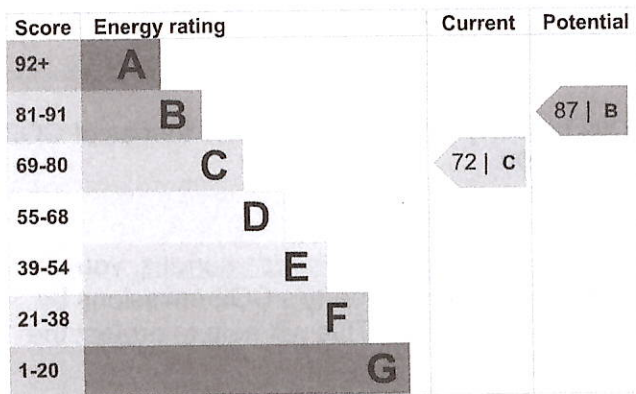 Score Energy rating Current Potential
92+ A
81-91 B 87 | B
69-80 C 72 | C
55-68 D
39-54 E
21-38 F
1-20 G